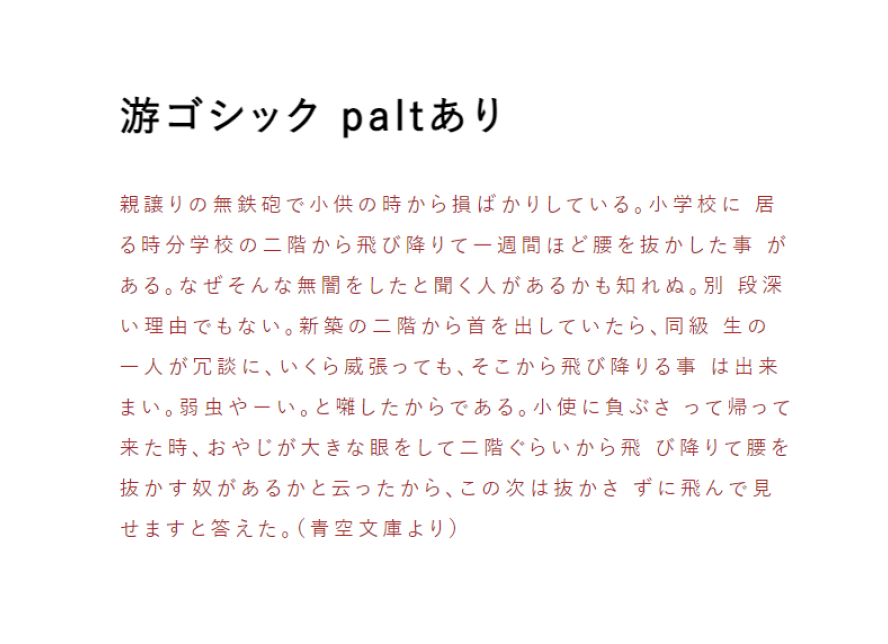 游ゴシック paltあり
親譲りの無鉄砲で小供の時から損ばかりしている。小学校に 居
る時分学校の二階から飛び降りて一週間ほど腰を抜かした事 が
ある。なぜそんな無闇をしたと聞く人があるかも知れぬ。別 段深
い理由でもない。新築の二階から首を出していたら、同級 生の
一人が冗談に、いくら威張っても、そこから飛び降りる事 は出来
まい。弱虫やーい。と囃したからである。小使に負ぶさ って帰って
来た時、おやじが大きな眼をして二階ぐらいから飛 び降りて腰を
抜かす奴があるかと云ったから、この次は抜かさ ずに飛んで見
せますと答えた。(青空文庫より)